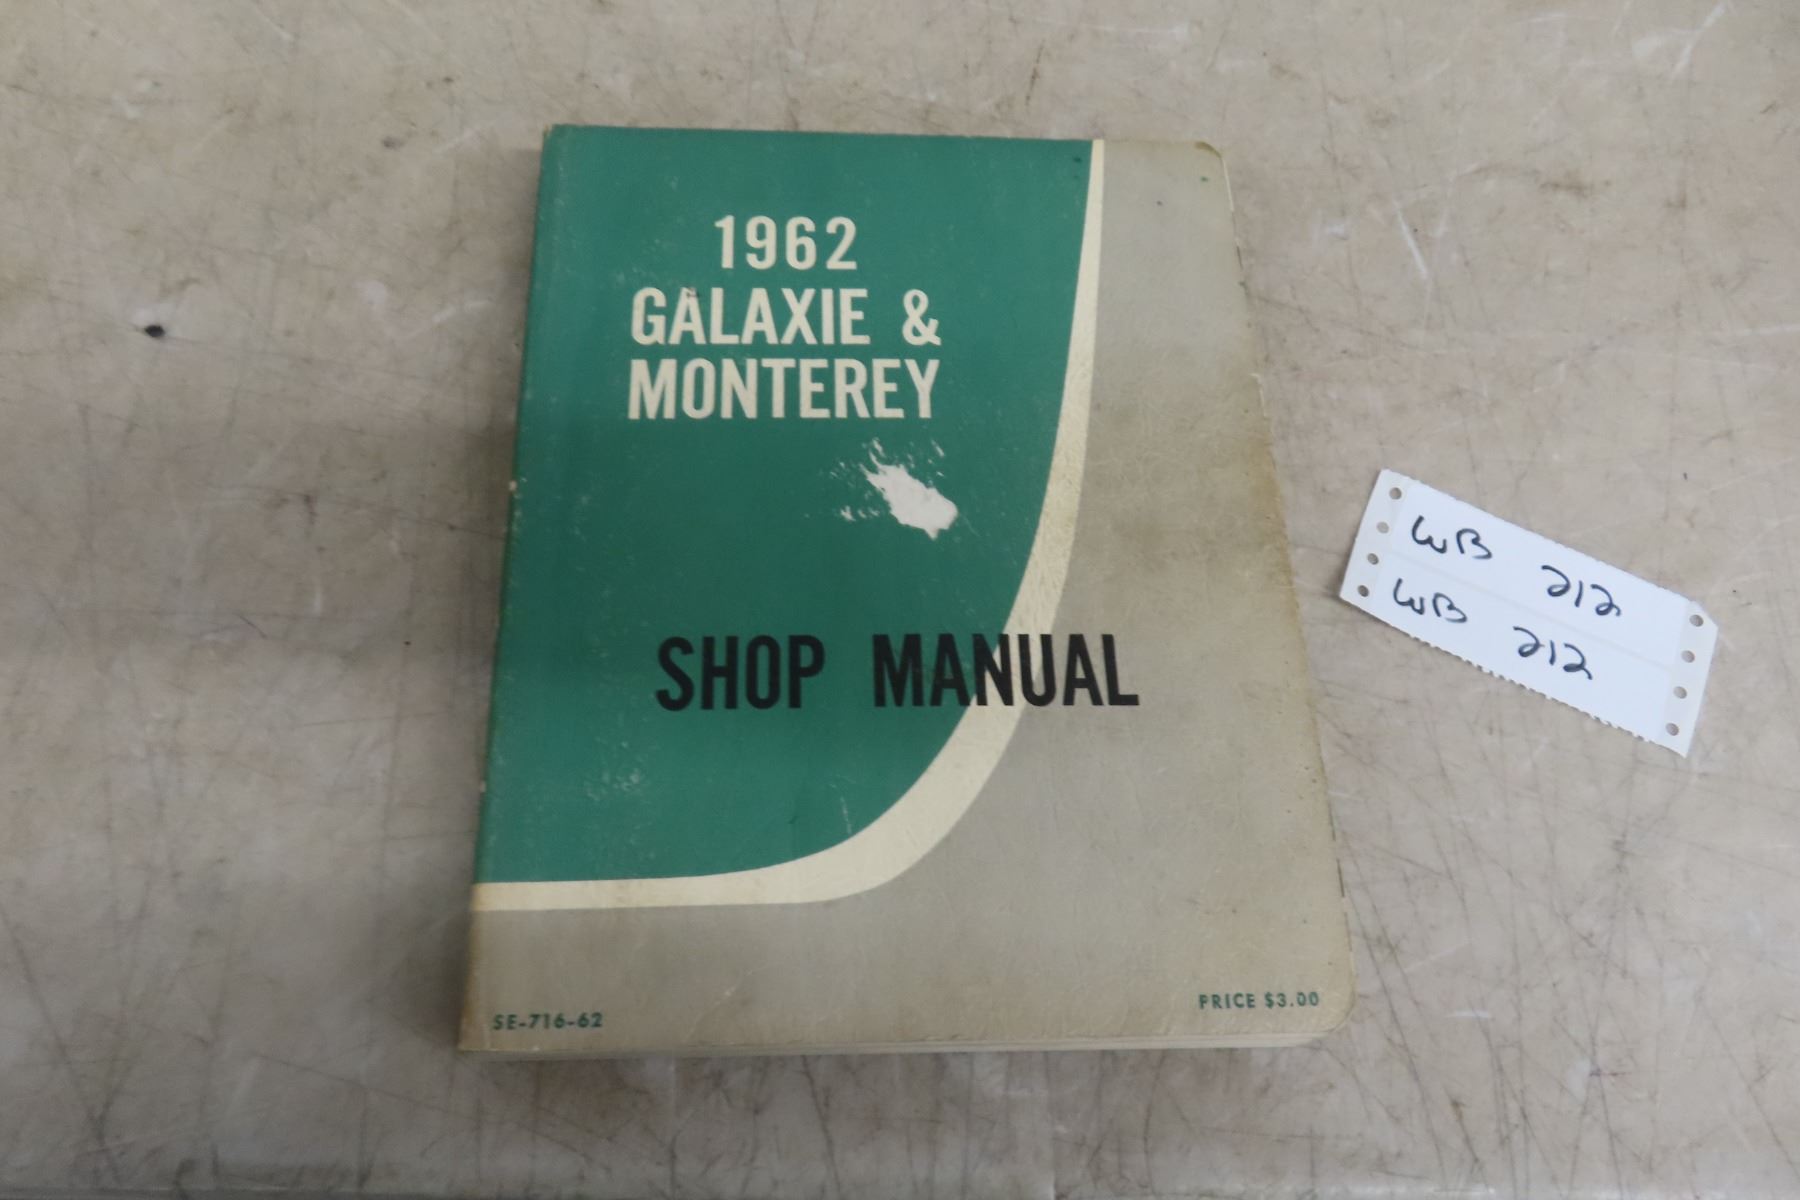 1962
GALAXIE &
MONTEREY
SHOP MANUAL
SE-716-62
PRICE $3.00
WB 212
WB 212